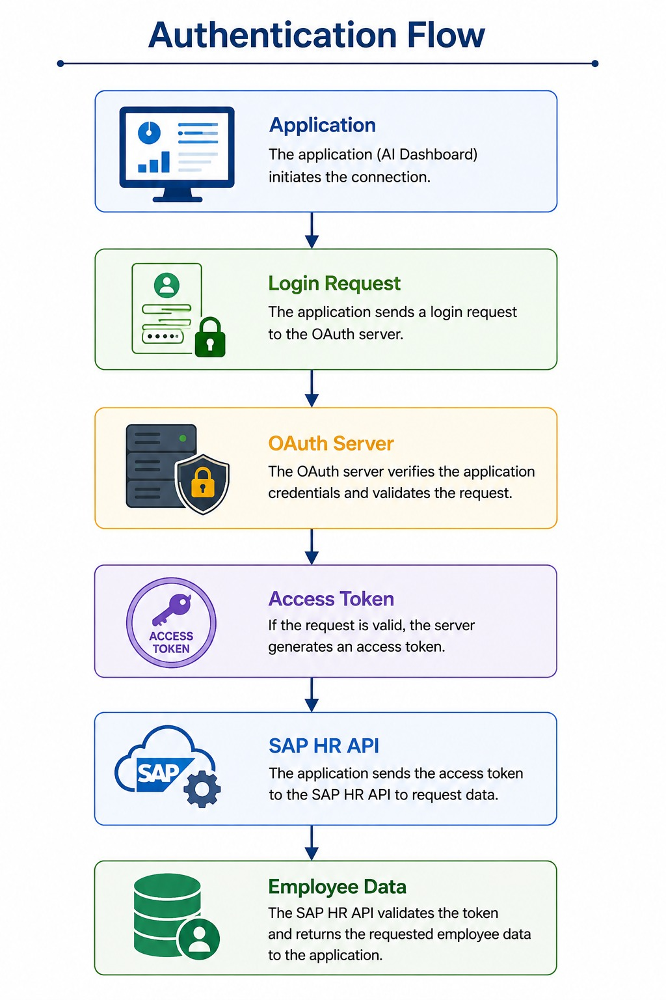 Authentication Flow
Application
The application (AI Dashboard)
initiates the connection.
Login Request
The application sends a login request
to the OAuth server.
OAuth Server
The OAuth server verifies the application
credentials and validates the request.
ACCESS
TOKEN
Access Token
If the request is valid, the server
generates an access token.
SAP
SAP HR API
The application sends the access token
to the SAP HR API to request data.
Employee Data
The SAP HR API validates the token
and returns the requested employee data
to the application.